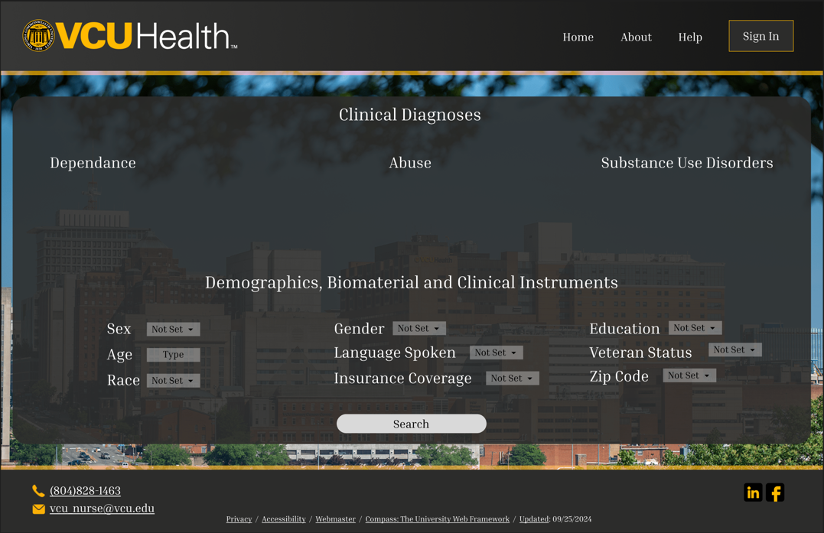 VCUHealth™
Home About Help Sign In
Clinical Diagnoses
Dependance Abuse Substance Use Disorders
Demographics, Biomaterial and Clinical Instruments
Sex Not Set Gender Not Set Education Not Set
Age Type Language Spoken Not Set Veteran Status Not Set
Race Not Set Insurance Coverage Not Set Zip Code Not Set
Search
(804)828-1463
vcu_nurse@vcu.edu
Privacy / Accessibility / Webmaster / Compass: The University Web Framework / Updated: 09/25/2024